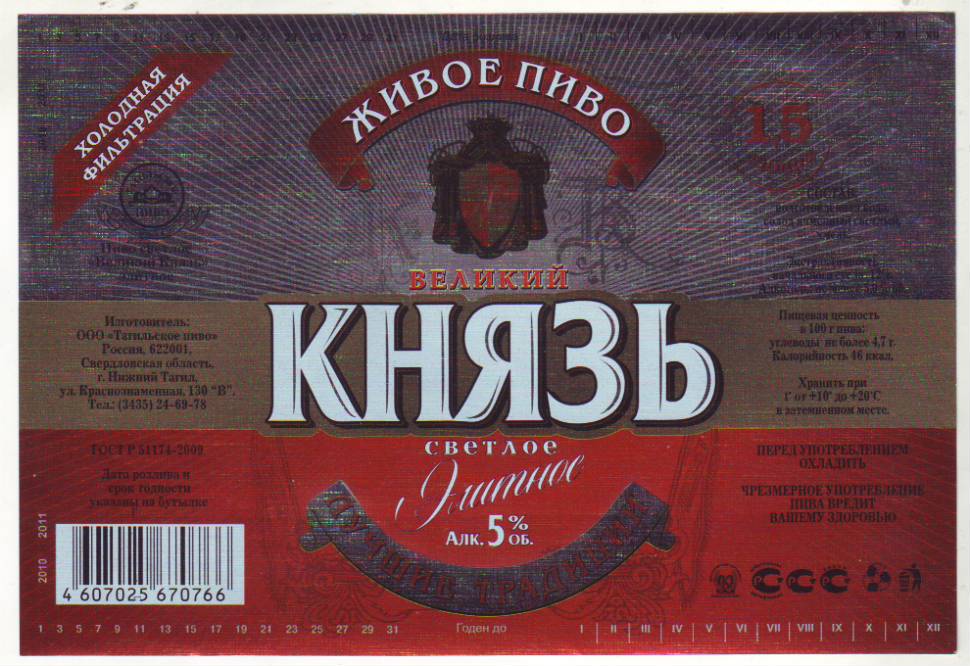 ХОЛОДНАЯ
ФИЛЬТРАЦИЯ
ЖИВОЕ ПИВО
15
ПИВО
ВЕЛИКИЙ
КНЯЗЬ
СВЕТЛОЕ
Элитное
Алк. 5 % ОБ.
ЛУЧШИЕ ТРАДИЦИИ
Изготовитель:
ООО «Тагильское пиво»
Россия, 622001,
Свердловская область,
г. Нижний Тагил,
ул. Краснознаменная, 130 "В".
Тел.: (3435) 24-69-78
ГОСТ Р 51174-2009
Дата розлива и
срок годности
указаны на бутылке
2010 2011
4 607025 670766
Пищевая ценность
в 100 г пива:
углеводы не более 4,7 г.
Калорийность 46 ккал.
Хранить при
t° от +10° до +20°С
в затемненном месте.
ПЕРЕД УПОТРЕБЛЕНИЕМ
ОХЛАДИТЬ
ЧРЕЗМЕРНОЕ УПОТРЕБЛЕНИЕ
ПИВА ВРЕДИТ
ВАШЕМУ ЗДОРОВЬЮ
1 3 5 7 9 11 13 15 17 19 21 23 25 27 29 31 Годен до I II III IV V VI VII VIII IX X XI XII